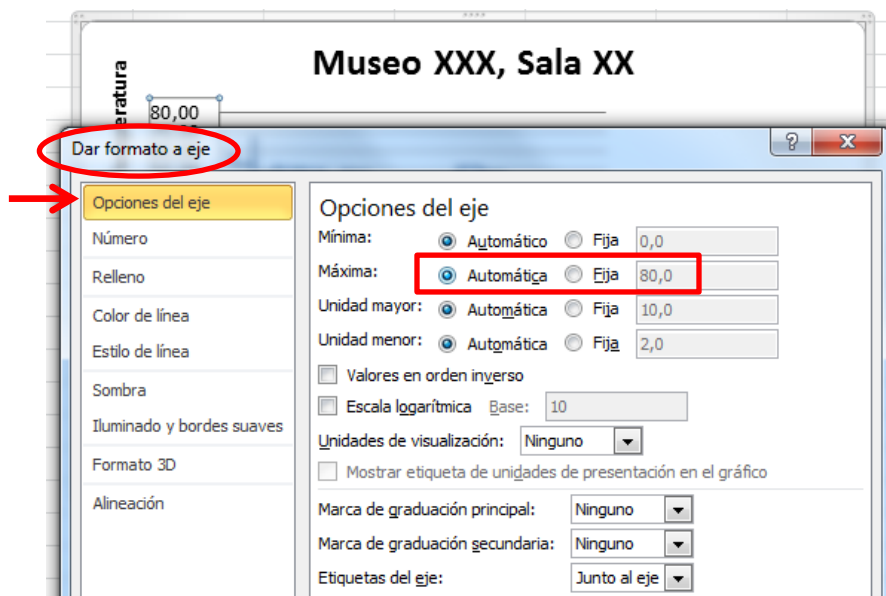 Museo XXX, Sala XX
80,00
Dar formato a eje
Opciones del eje
Número
Relleno
Color de línea
Estilo de línea
Sombra
Iluminado y bordes suaves
Formato 3D
Alineación
Opciones del eje
Mínima: Automático Fija 0,0
Máxima: Automática Fija 80,0
Unidad mayor: Automática Fija 10,0
Unidad menor: Automática Fija 2,0
Valores en orden inverso
Escala logarítmica Base: 10
Unidades de visualización: Ninguno
Mostrar etiqueta de unidades de presentación en el gráfico
Marca de graduación principal: Ninguno
Marca de graduación secundaria: Ninguno
Etiquetas del eje: Junto al eje